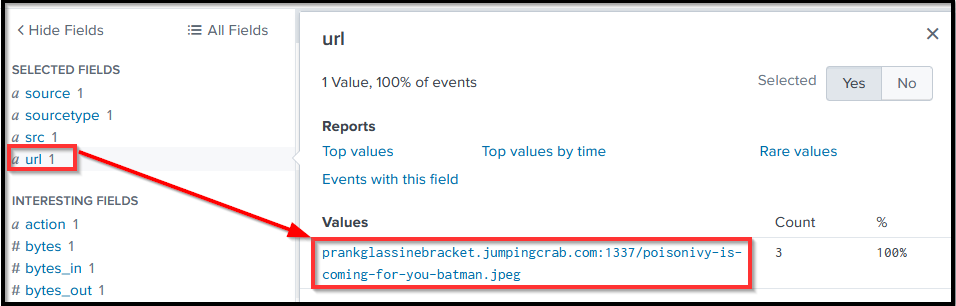 Hide Fields
All Fields
SELECTED FIELDS
a source 1
a sourcetype 1
a src 1
a url 1
INTERESTING FIELDS
a action 1
# bytes 1
# bytes_in 1
# bytes_out 1
url
1 Value, 100% of events
Selected Yes No
Reports
Top values Top values by time Rare values
Events with this field
Values Count %
prankglassinebracket.jumpingcrab.com:1337/poisonivy-is- 3 100%
coming-for-you-batman.jpeg